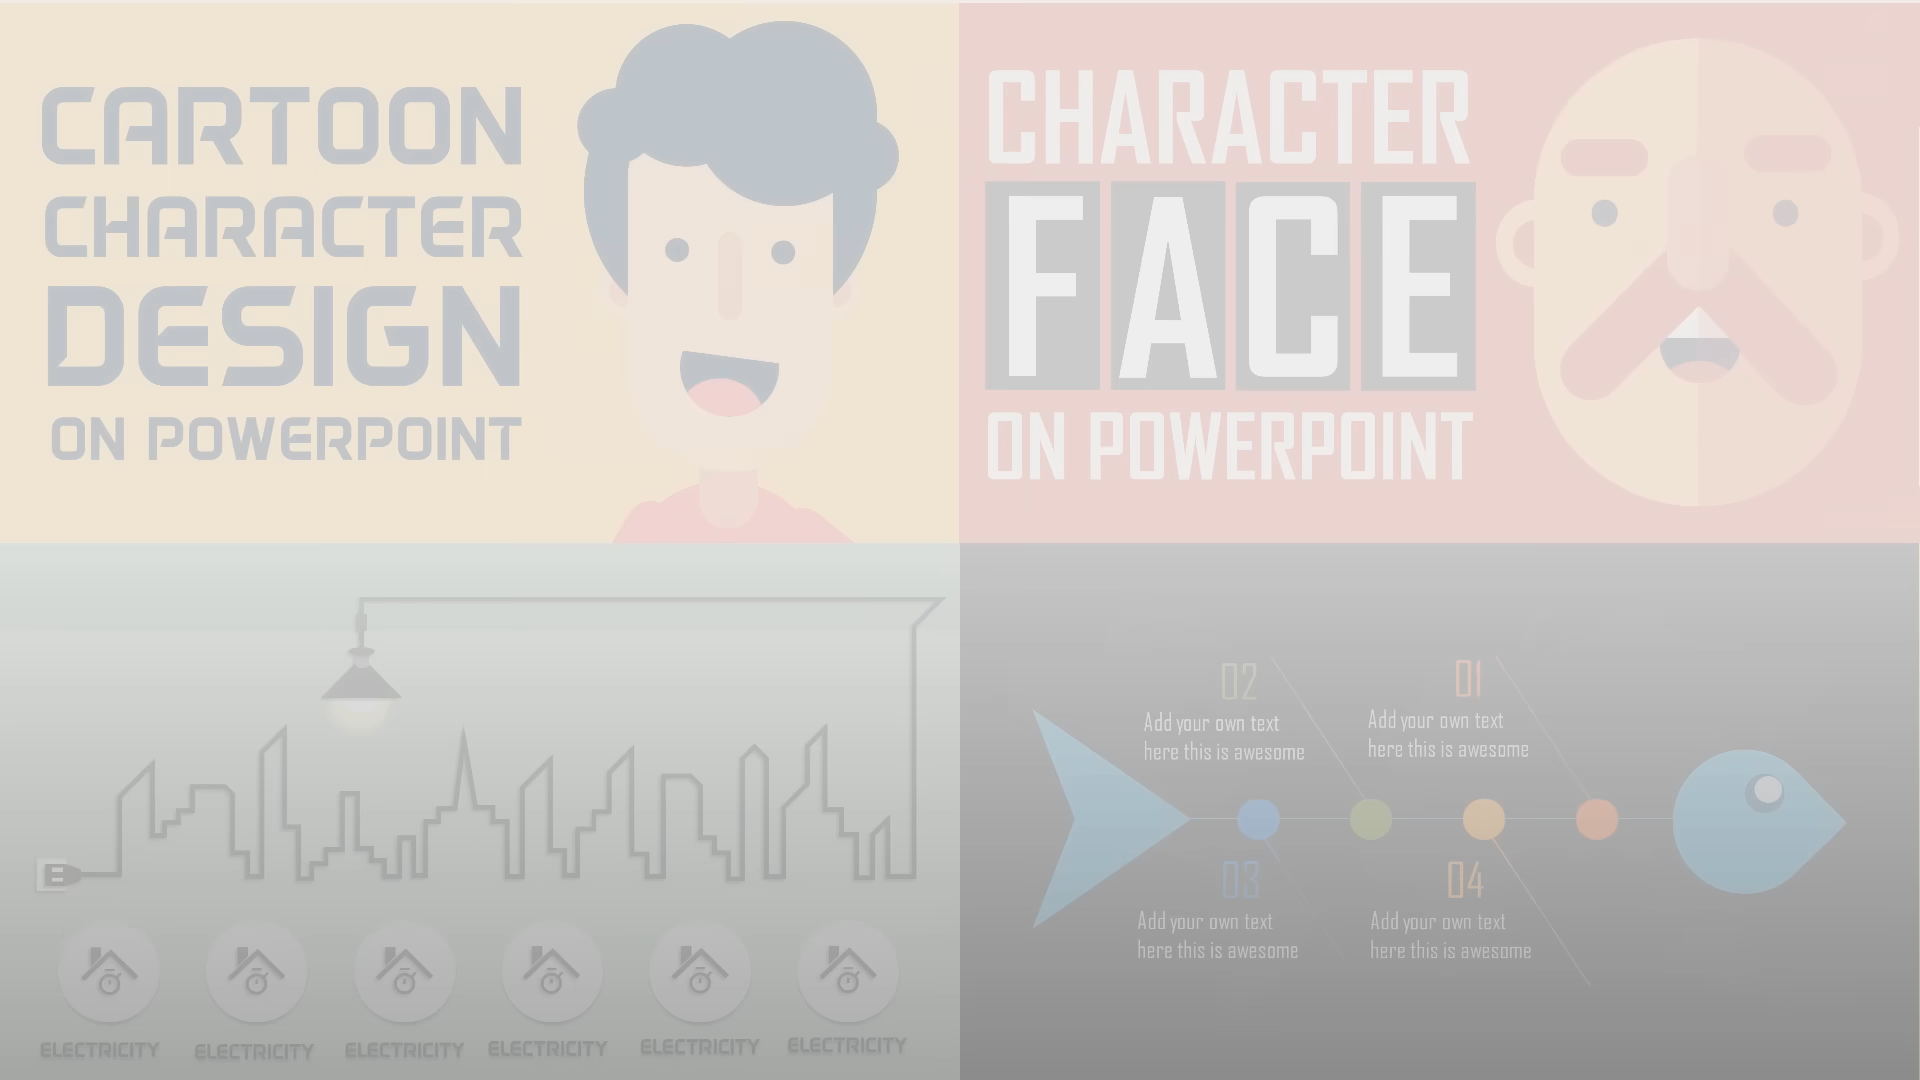 CARTOON
CHARACTER
DESIGN
ON POWERPOINT
CHARACTER
FACE
ON POWERPOINT
ELECTRICITY
ELECTRICITY
ELECTRICITY
ELECTRICITY
ELECTRICITY
ELECTRICITY
02
Add your own text
here this is awesome
01
Add your own text
here this is awesome
03
Add your own text
here this is awesome
04
Add your own text
here this is awesome